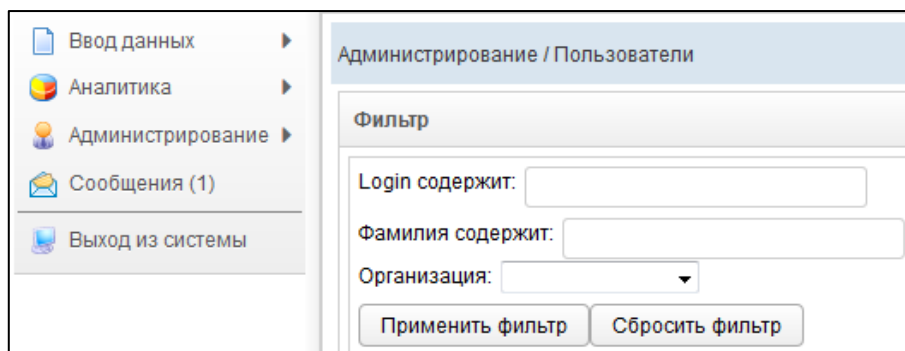 Ввод данных
Аналитика
Администрирование
Сообщения (1)
Выход из системы
Администрирование / Пользователи
Фильтр
Login содержит:
Фамилия содержит:
Организация:
Применить фильтр
Сбросить фильтр